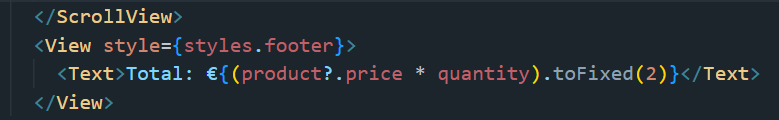 </ScrollView>
<View style={styles.footer}>
<Text>Total: €{(product?.price * quantity).toFixed(2)}</Text>
</View>